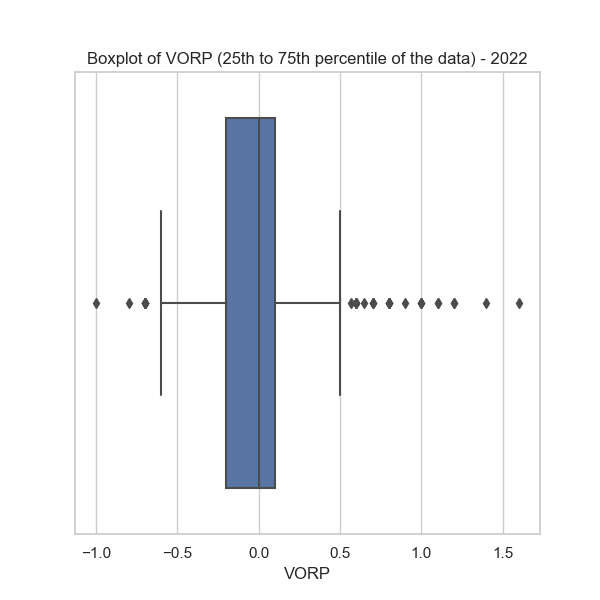 Boxplot of VORP (25th to 75th percentile of the data) - 2022
−1.0 −0.5 0.0 0.5 1.0 1.5
VORP